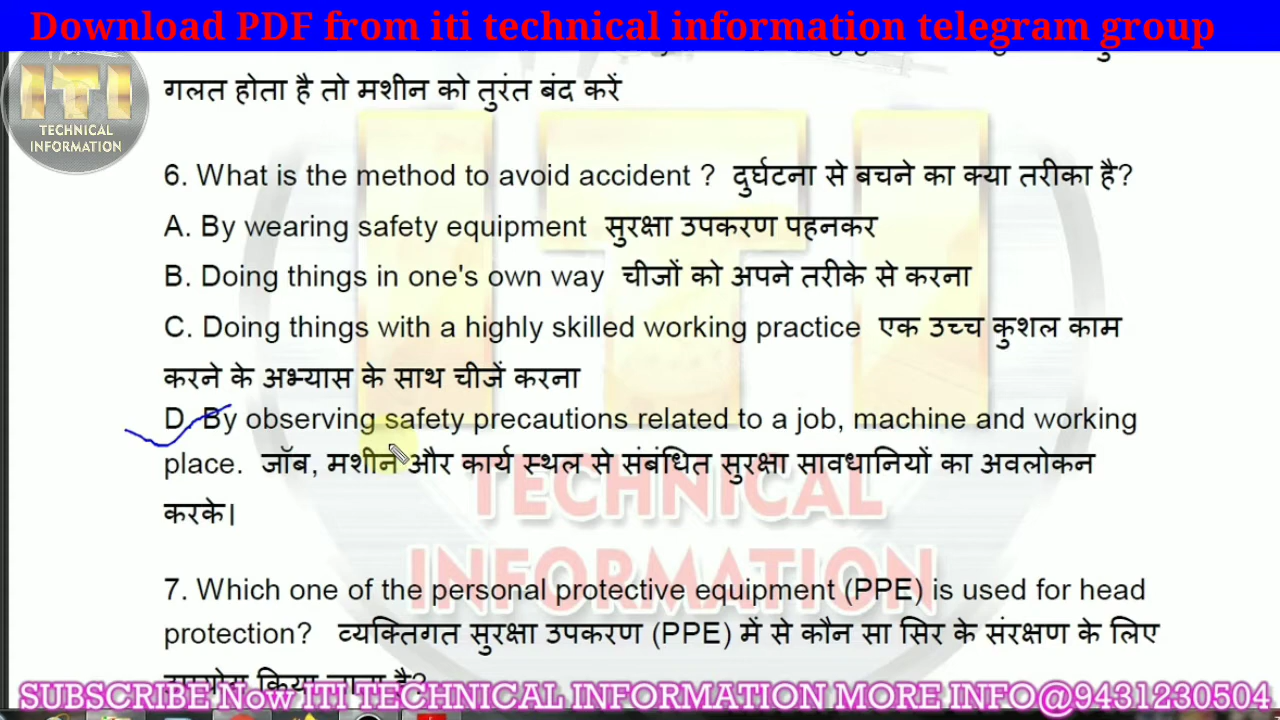 Download PDF from iti technical information telegram group
ITI
TECHNICAL
INFORMATION
गलत होता है तो मशीन को तुरंत बंद करें
6. What is the method to avoid accident ? दुर्घटना से बचने का क्या तरीका है?
A. By wearing safety equipment सुरक्षा उपकरण पहनकर
B. Doing things in one's own way चीजों को अपने तरीके से करना
C. Doing things with a highly skilled working practice एक उच्च कुशल काम
करने के अभ्यास के साथ चीजें करना
D. By observing safety precautions related to a job, machine and working
place. जॉब, मशीन और कार्य स्थल से संबंधित सुरक्षा सावधानियों का अवलोकन
करके।
ITI
TECHNICAL
INFORMATION
7. Which one of the personal protective equipment (PPE) is used for head
protection? व्यक्तिगत सुरक्षा उपकरण (PPE) में से कौन सा सिर के संरक्षण के लिए
किया जाता है?
SUBSCRIBE Now ITI TECHNICAL INFORMATION MORE INFO@9431230504